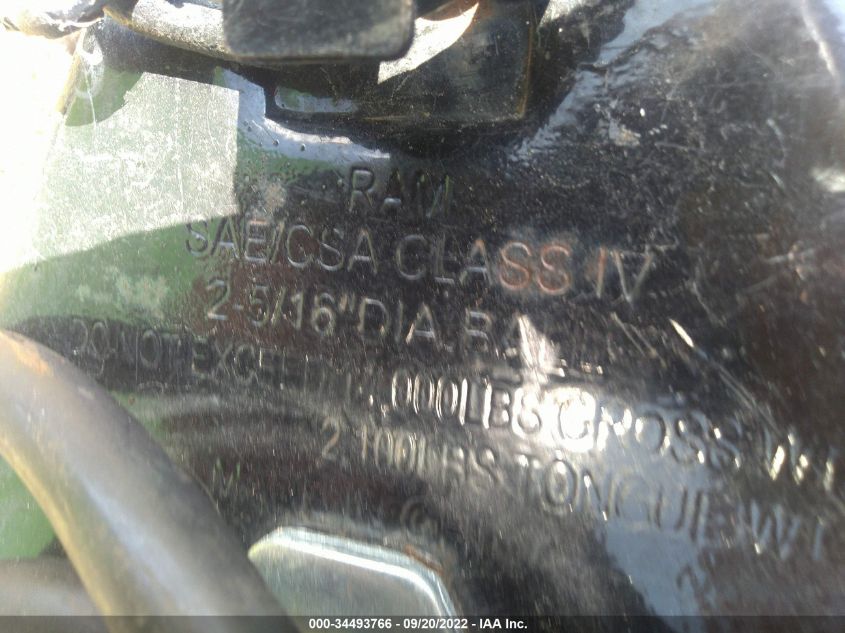 RAM
SAE/CSA CLASS IV
2-5/16" DIA. BALL
DO NOT EXCEED 000LBS GROSS WT
2,100LBS TONGUE WT
000-34493766 - 09/20/2022 - IAA Inc.